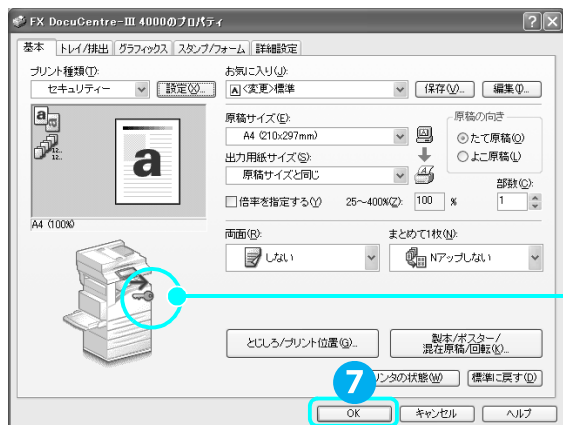 FX DocuCentre-III 4000のプロパティ
基本 トレイ/排出 グラフィックス スタンプ/フォーム 詳細設定
プリント種類(T):
セキュリティー 設定(X)...
お気に入り(J):
<変更>標準 保存(V)... 編集(I)...
原稿サイズ(E):
A4 (210x297mm)
出力用紙サイズ(S):
原稿サイズと同じ
原稿の向き
たて原稿(O)
よこ原稿(L)
倍率を指定する(Y) 25～400%(Z): 100 %
部数(C):
1
A4 (100%)
両面(R):
しない
まとめて1枚(N):
Nアップしない
とじしろ/プリント位置(G)...
製本/ポスター/
混在原稿/回転(K)...
ンタの状態(W) 標準に戻す(D)
7
OK キャンセル ヘルプ